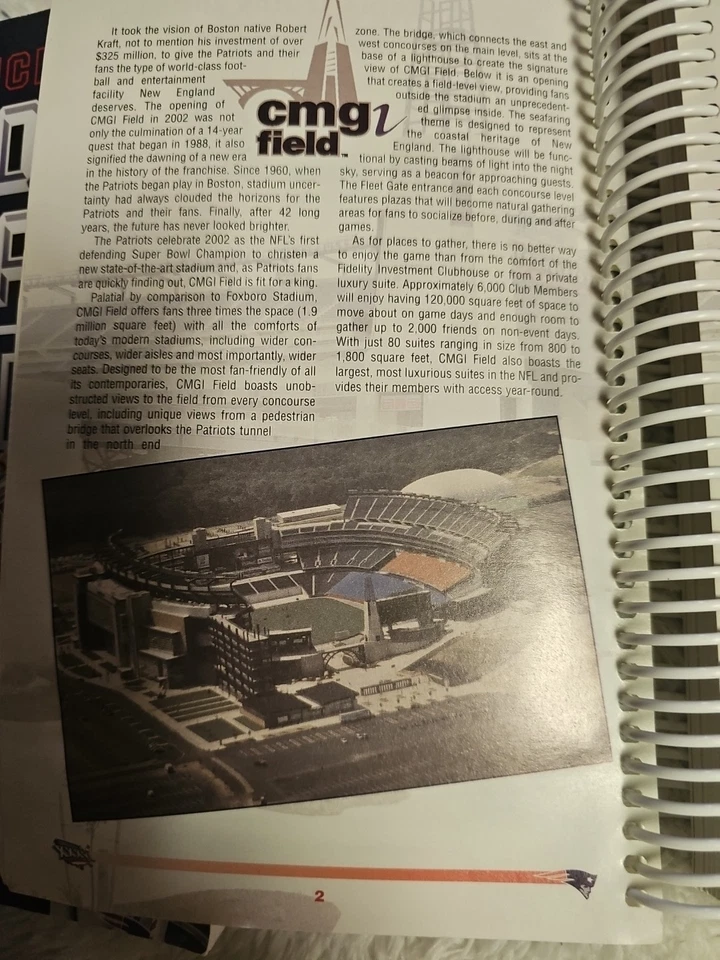 It took the vision of Boston native Robert
Kraft, not to mention his investment of over
$325 million, to give the Patriots and their
fans the type of world-class foot-
ball and entertainment
facility New England
deserves. The opening of
CMGI Field in 2002 was not
only the culmination of a 14-year
quest that began in 1988, it also
signified the dawning of a new era
in the history of the franchise. Since 1960, when
the Patriots began play in Boston, stadium uncer-
tainty had always clouded the horizons for the
Patriots and their fans. Finally, after 42 long
years, the future has never looked brighter.
The Patriots celebrate 2002 as the NFL's first
defending Super Bowl Champion to christen a
new state-of-the-art stadium and, as Patriots fans
are quickly finding out, CMGI Field is fit for a king.
Palatial by comparison to Foxboro Stadium,
CMGI Field offers fans three times the space (1.9
million square feet) with all the comforts of
today's modern stadiums, including wider con-
courses, wider aisles and most importantly, wider
seats. Designed to be the most fan-friendly of all
its contemporaries, CMGI Field boasts unob-
structed views to the field from every concourse
level, including unique views from a pedestrian
bridge that overlooks the Patriots tunnel
in the north end
cmgi
field™
zone. The bridge, which connects the east and
west concourses on the main level, sits at the
base of a lighthouse to create the signature
view of CMGI Field. Below it is an opening
that creates a field-level view, providing fans
outside the stadium an unprecedent-
ed glimpse inside. The seafaring
theme is designed to represent
the coastal heritage of New
England. The lighthouse will be func-
tional by casting beams of light into the night
sky, serving as a beacon for approaching guests.
The Fleet Gate entrance and each concourse level
features plazas that will become natural gathering
areas for fans to socialize before, during and after
games.
As for places to gather, there is no better way
to enjoy the game than from the comfort of the
Fidelity Investment Clubhouse or from a private
luxury suite. Approximately 6,000 Club Members
will enjoy having 120,000 square feet of space to
move about on game days and enough room to
gather up to 2,000 friends on non-event days.
With just 80 suites ranging in size from 800 to
1,800 square feet, CMGI Field also boasts the
largest, most luxurious suites in the NFL and pro-
vides their members with access year-round.
2